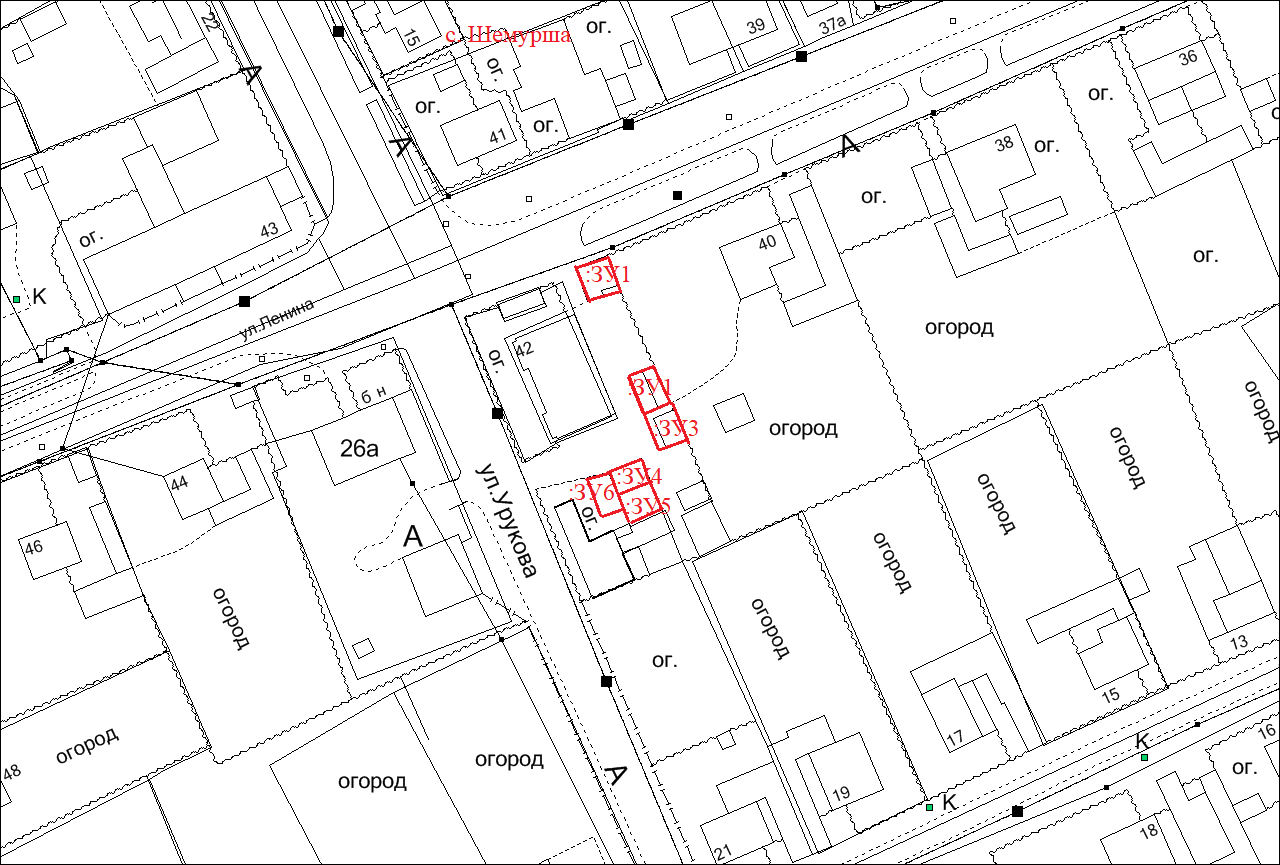 22
15
с. Шемурша
ог.
39
37а
А
ог.
ог.
41
ог.
А
А
36
ог.
ог.
38
ог.
ог.
43
ог.
40
ог.
:ЗУ1
К
ул.Ленина
огород
42
ог.
:ЗУ1
б н
26а
:ЗУ3
огород
огород
огород
44
ул.Урукова
:ЗУ4
:ЗУ6
:ЗУ5
ог.
огород
46
А
огород
огород
огород
ог.
13
15
17
К
16
огород
48
огород
огород
А
ог.
19
К
18
21